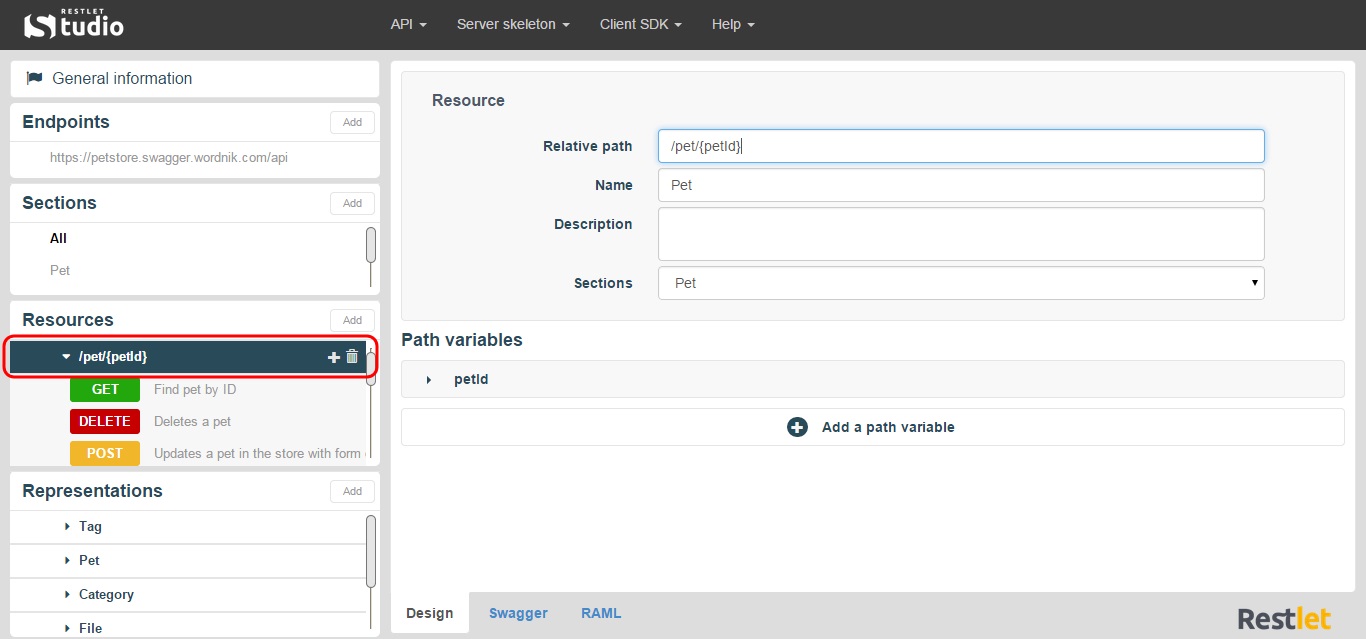 RESTLET
Studio
API
Server skeleton
Client SDK
Help
General information
Endpoints
Add
https://petstore.swagger.wordnik.com/api
Sections
Add
All
Pet
Resources
Add
/pet/{petId}
GET Find pet by ID
DELETE Deletes a pet
POST Updates a pet in the store with form
Representations
Add
Tag
Pet
Category
File
Resource
Relative path /pet/{petId}
Name Pet
Description
Sections Pet
Path variables
petId
Add a path variable
Design
Swagger
RAML
Restlet